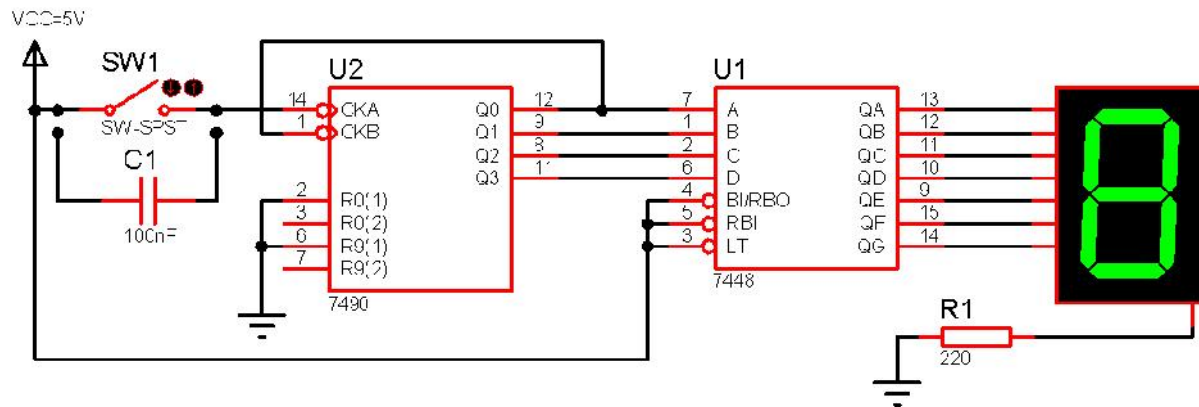 VCC=5V
SW1
SW-SPST
C1
100nF
U2
14 CKA Q0 12
1 CKB Q1 9
Q2 8
Q3 11
2 R0(1)
3 R0(2)
6 R9(1)
7 R9(2)
7490
U1
7 A QA 13
1 B QB 12
2 C QC 11
6 D QD 10
4 BI/RBO QE 9
5 RBI QF 15
3 LT QG 14
7448
R1
220